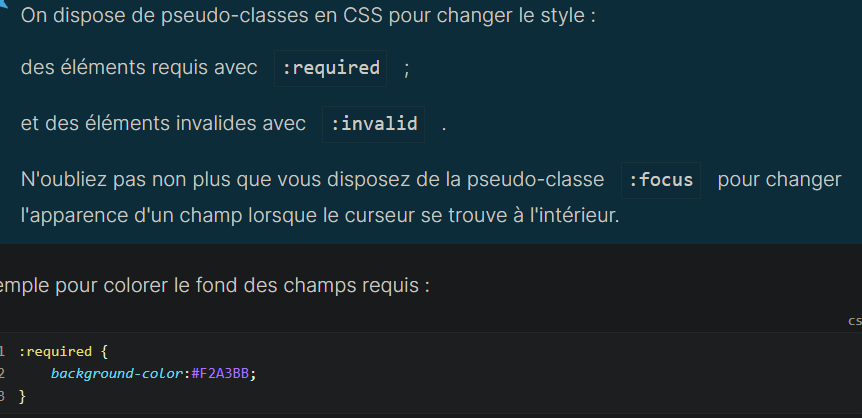 On dispose de pseudo-classes en CSS pour changer le style :
des éléments requis avec :required ;
et des éléments invalides avec :invalid .
N'oubliez pas non plus que vous disposez de la pseudo-classe :focus pour changer
l'apparence d'un champ lorsque le curseur se trouve à l'intérieur.
emple pour colorer le fond des champs requis :
cs
1 :required {
2 background-color:#F2A3BB;
3 }